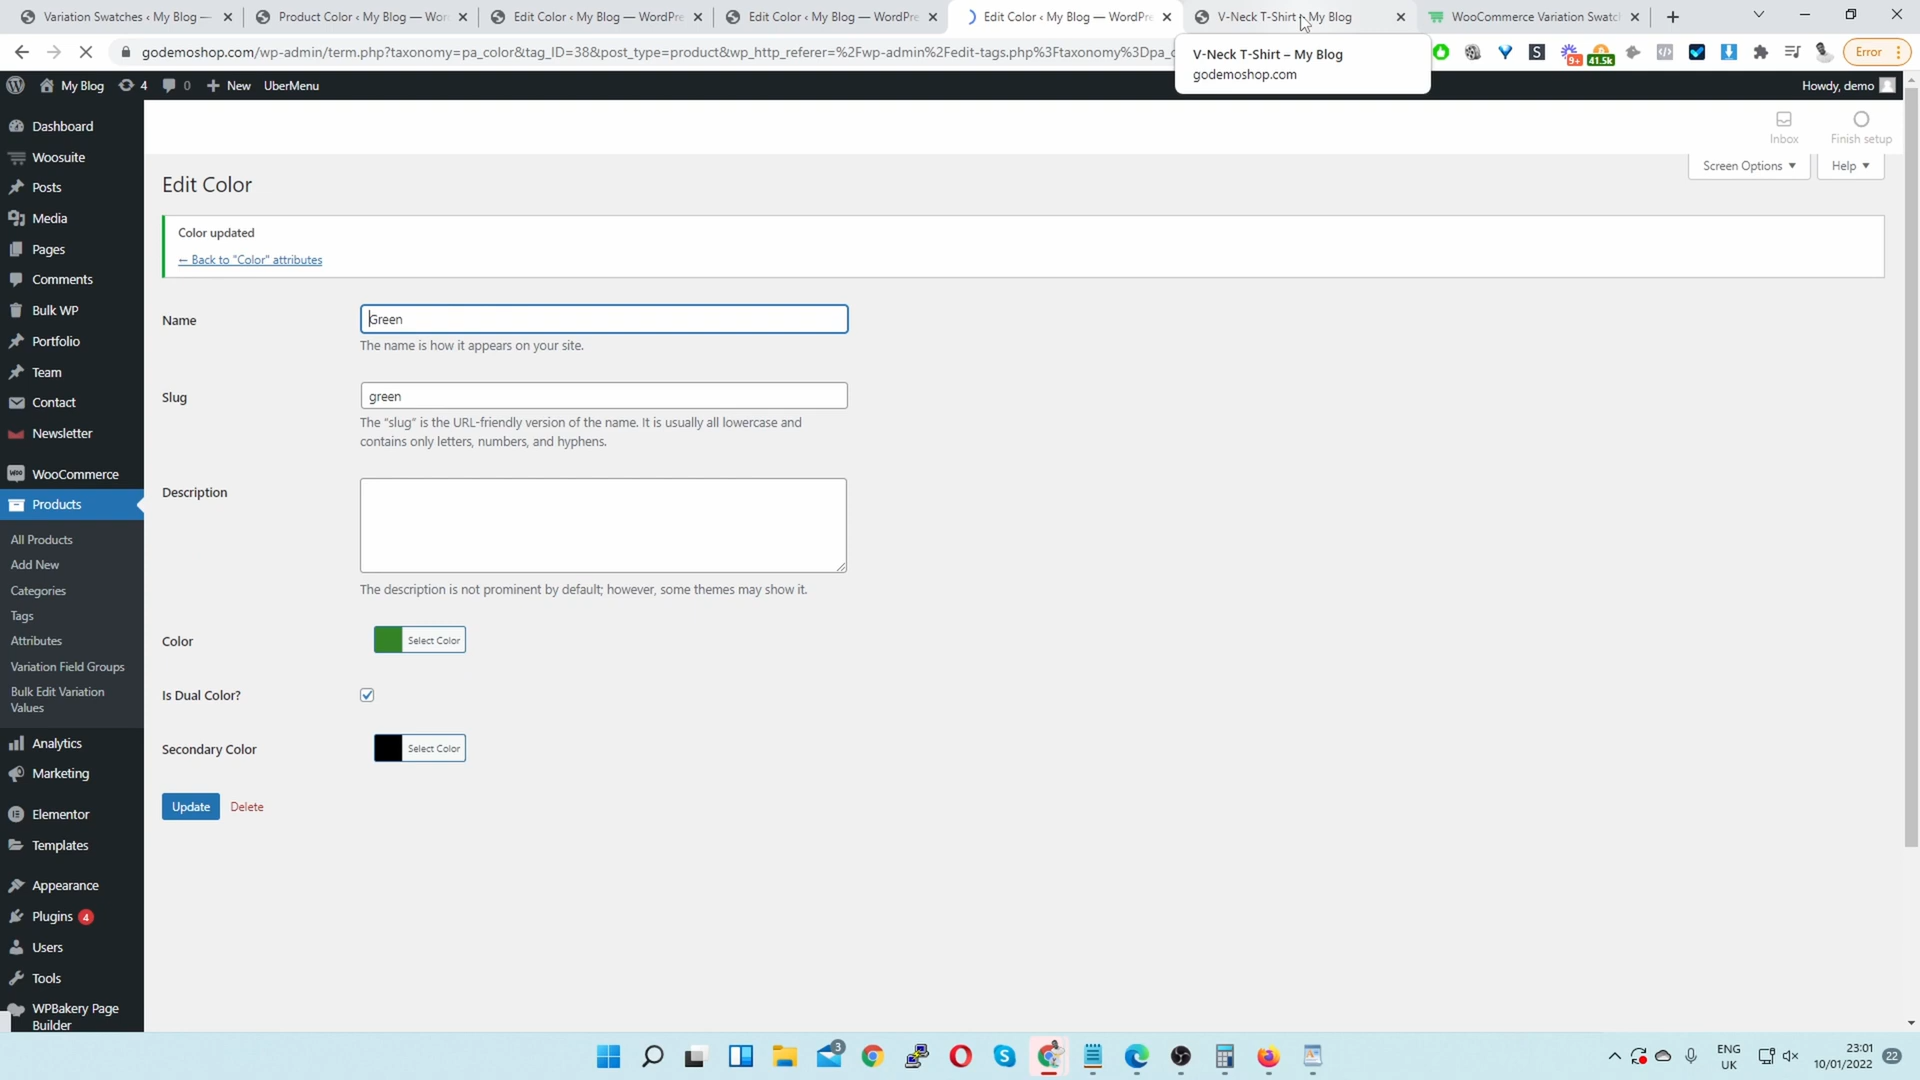 Variation Swatches ‹ My Blog —
Product Color ‹ My Blog — Wor
Edit Color ‹ My Blog — WordPre
Edit Color ‹ My Blog — WordPre
Edit Color ‹ My Blog — WordPre
V-Neck T-Shirt – My Blog
WooCommerce Variation Swatc
godemoshop.com/wp-admin/term.php?taxonomy=pa_color&tag_ID=38&post_type=product&wp_http_referer=%2Fwp-admin%2Fedit-tags.php%3Ftaxonomy%3Dpa_c
9+
41.5k
Error
V-Neck T-Shirt – My Blog
godemoshop.com
My Blog
4
0
New
UberMenu
Howdy, demo
Inbox
Finish setup
Screen Options
Help
Dashboard
Woosuite
Posts
Media
Pages
Comments
Bulk WP
Portfolio
Team
Contact
Newsletter
WooCommerce
Products
All Products
Add New
Categories
Tags
Attributes
Variation Field Groups
Bulk Edit Variation
Values
Analytics
Marketing
Elementor
Templates
Appearance
Plugins 4
Users
Tools
WPBakery Page
Builder
Edit Color
Color updated
← Back to "Color" attributes
Name
Green
The name is how it appears on your site.
Slug
green
The “slug” is the URL-friendly version of the name. It is usually all lowercase and
contains only letters, numbers, and hyphens.
Description
The description is not prominent by default; however, some themes may show it.
Color
Select Color
Is Dual Color?
Secondary Color
Select Color
Update
Delete
3
ENG
UK
23:01
10/01/2022
22